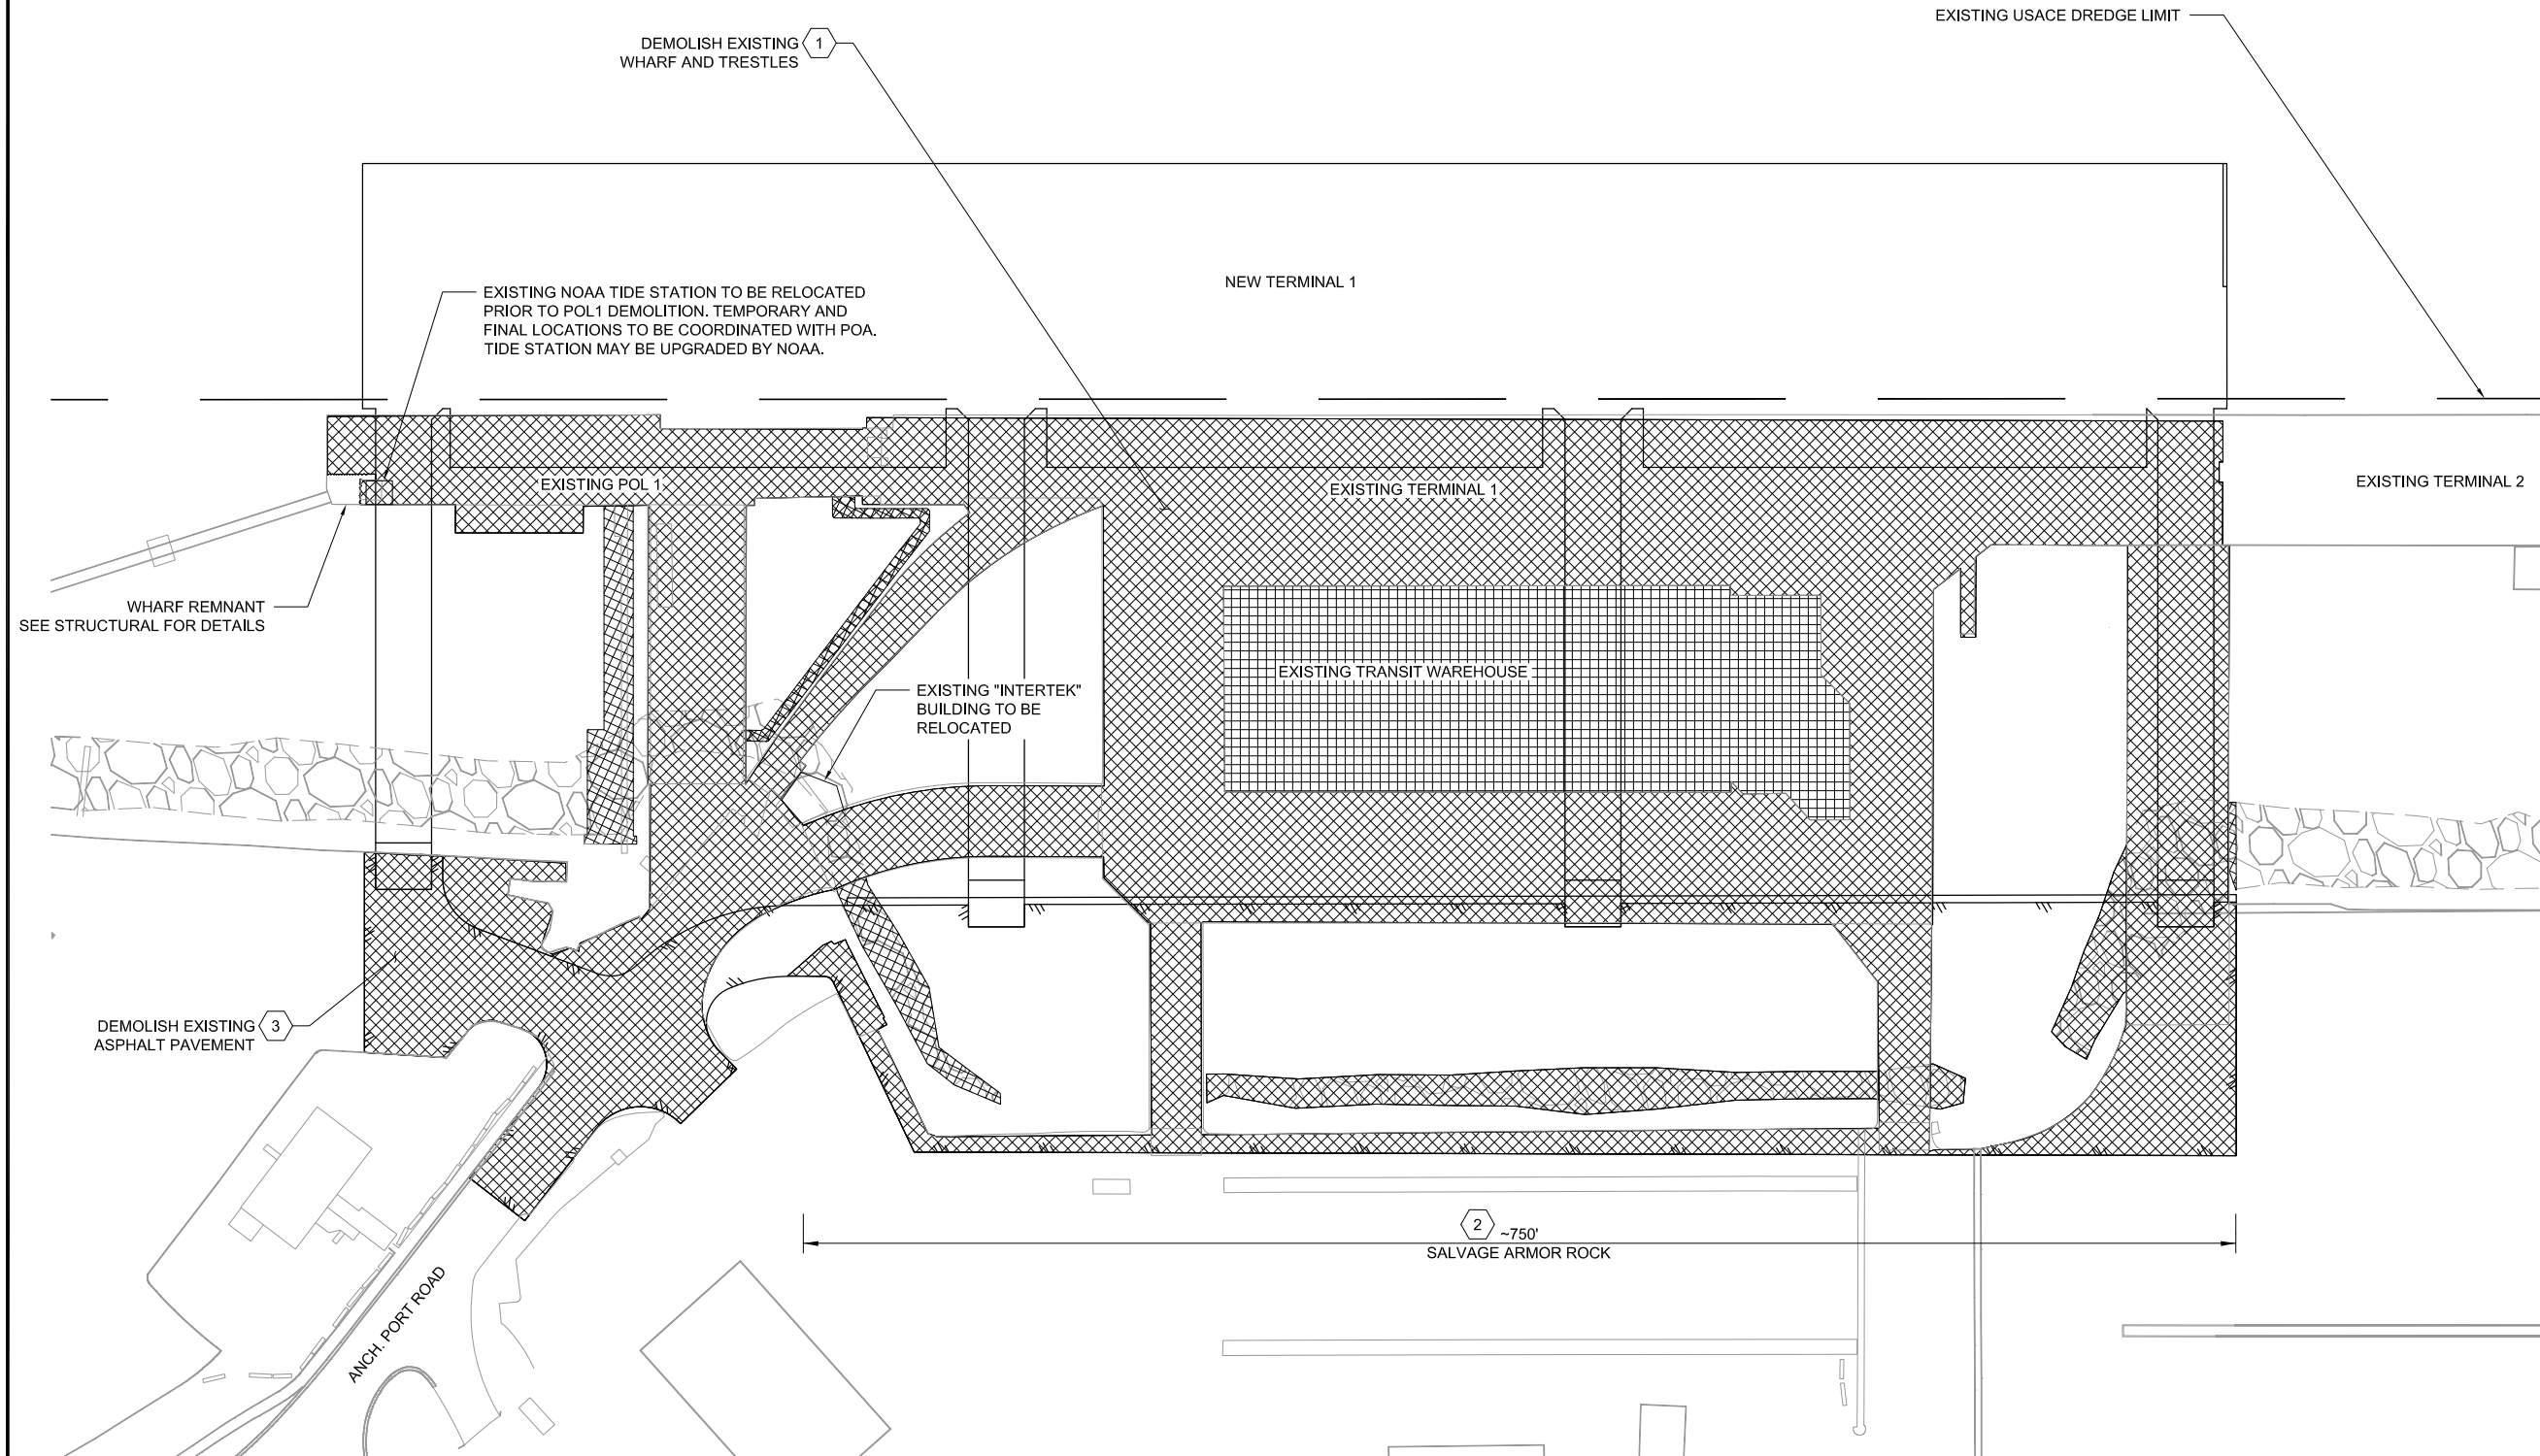 EXISTING USACE DREDGE LIMIT
DEMOLISH EXISTING 1
WHARF AND TRESTLES
NEW TERMINAL 1
EXISTING NOAA TIDE STATION TO BE RELOCATED
PRIOR TO POL1 DEMOLITION. TEMPORARY AND
FINAL LOCATIONS TO BE COORDINATED WITH POA.
TIDE STATION MAY BE UPGRADED BY NOAA.
EXISTING POL 1
EXISTING TERMINAL 1
EXISTING TERMINAL 2
WHARF REMNANT
SEE STRUCTURAL FOR DETAILS
EXISTING TRANSIT WAREHOUSE
EXISTING "INTERTEK"
BUILDING TO BE
RELOCATED
DEMOLISH EXISTING 3
ASPHALT PAVEMENT
2 ~750'
SALVAGE ARMOR ROCK
ANCH. PORT ROAD